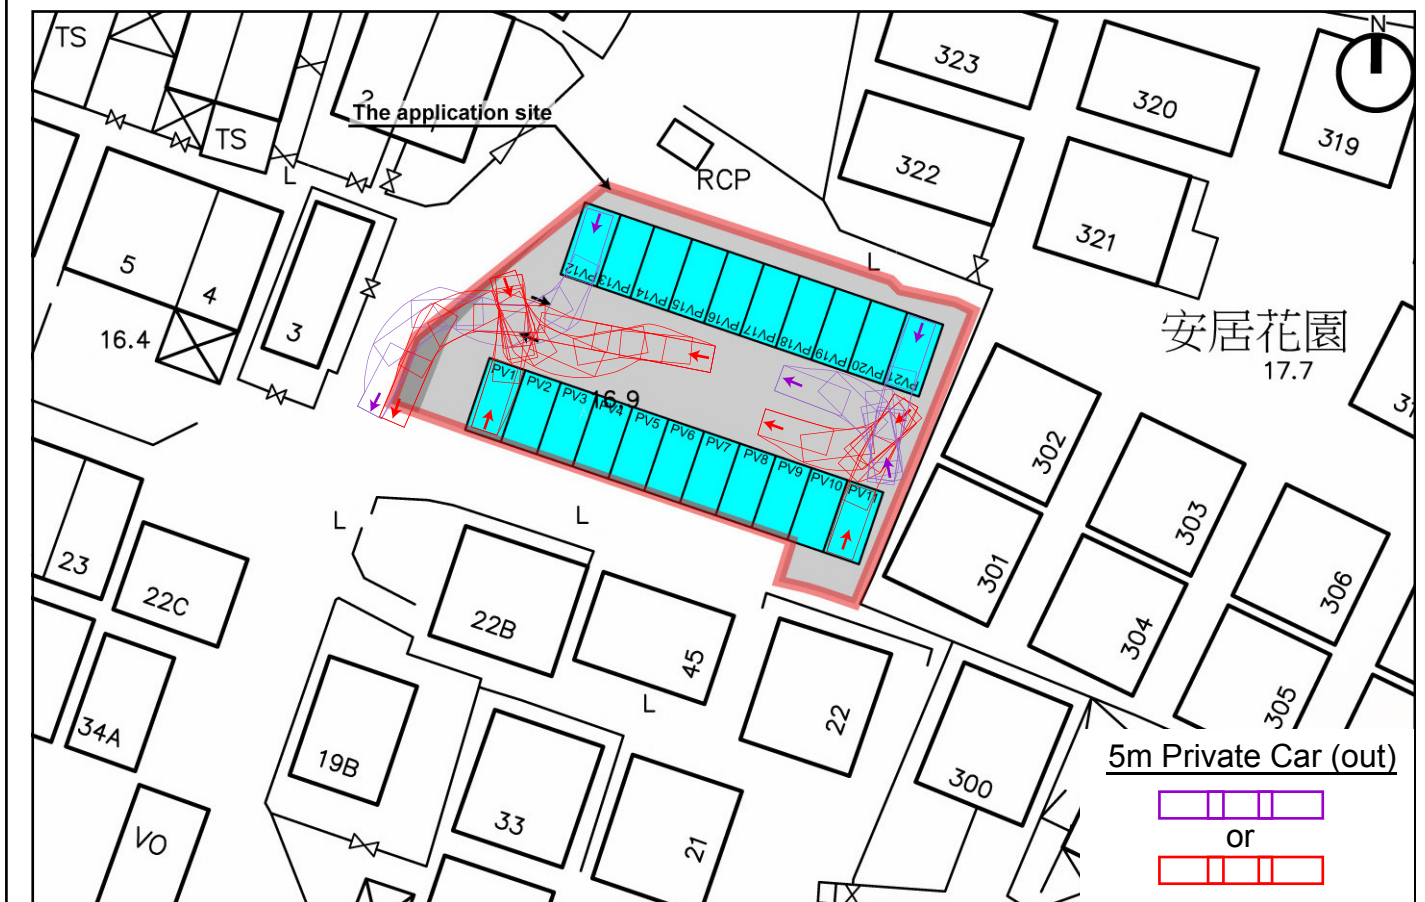 TS
N
323
320
319
2
The application site
TS
L
RCP
322
321
5
4
3
L
16.4
PV12
PV13
PV14
PV15
PV16
PV17
PV18
PV19
PV20
PV21
安居花園
17.7
PV1
PV2
PV3
PV4
16.9
PV5
PV6
PV7
PV8
PV9
PV10
PV11
302
303
L
L
301
306
23
22C
22B
45
304
305
22
L
34A
19B
300
33
21
VO
5m Private Car (out)
or